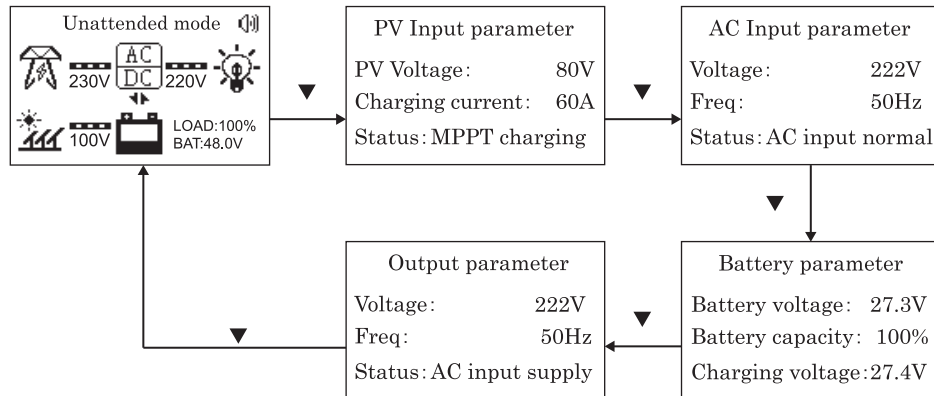 Unattended mode
AC
DC
230V
220V
100V
LOAD:100%
BAT:48.0V
PV Input parameter
PV Voltage: 80V
Charging current: 60A
Status:MPPT charging
AC Input parameter
Voltage: 222V
Freq: 50Hz
Status:AC input normal
Battery parameter
Battery voltage: 27.3V
Battery capacity: 100%
Charging voltage:27.4V
Output parameter
Voltage: 222V
Freq: 50Hz
Status:AC input supply